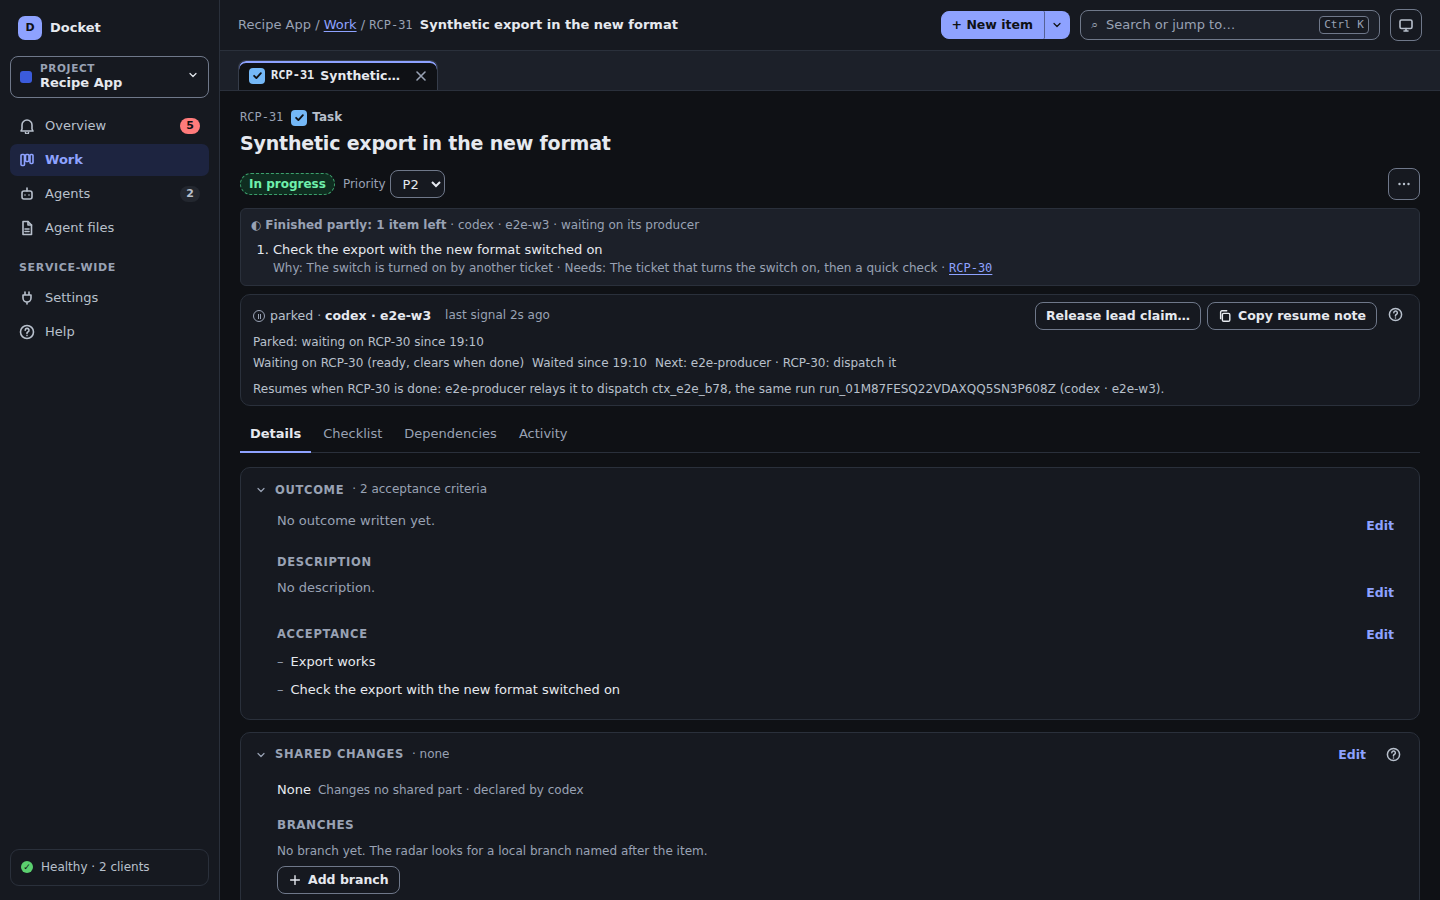 D Docket
PROJECT
Recipe App
Overview 5
Work
Agents 2
Agent files
SERVICE-WIDE
Settings
Help
Healthy · 2 clients
Recipe App / Work / RCP-31 Synthetic export in the new format
+ New item
Search or jump to… Ctrl K
RCP-31 Synthetic…
RCP-31 Task
Synthetic export in the new format
In progress Priority P2
Finished partly: 1 item left · codex · e2e-w3 · waiting on its producer
1. Check the export with the new format switched on
Why: The switch is turned on by another ticket · Needs: The ticket that turns the switch on, then a quick check · RCP-30
parked · codex · e2e-w3 last signal 2s ago
Release lead claim… Copy resume note
Parked: waiting on RCP-30 since 19:10
Waiting on RCP-30 (ready, clears when done) Waited since 19:10 Next: e2e-producer · RCP-30: dispatch it
Resumes when RCP-30 is done: e2e-producer relays it to dispatch ctx_e2e_b78, the same run run_01M87FESQ22VDAXQQ5SN3P608Z (codex · e2e-w3).
Details Checklist Dependencies Activity
OUTCOME · 2 acceptance criteria
No outcome written yet. Edit
DESCRIPTION
No description. Edit
ACCEPTANCE Edit
– Export works
– Check the export with the new format switched on
SHARED CHANGES · none Edit
None Changes no shared part · declared by codex
BRANCHES
No branch yet. The radar looks for a local branch named after the item.
+ Add branch